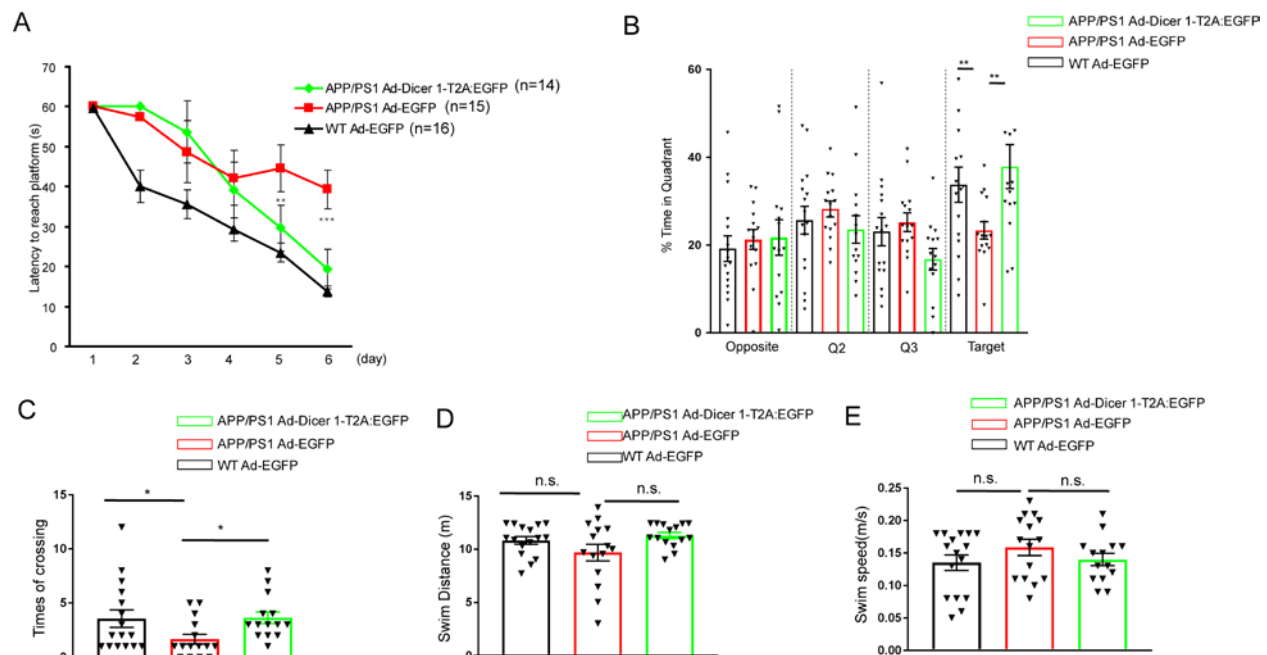 A
Latency to reach platform (s)
70
60
50
40
30
20
10
0
1 2 3 4 5 6 (day)
APP/PS1 Ad-Dicer 1-T2A:EGFP (n=14)
APP/PS1 Ad-EGFP (n=15)
WT Ad-EGFP (n=16)
**
***
B
APP/PS1 Ad-Dicer 1-T2A:EGFP
APP/PS1 Ad-EGFP
WT Ad-EGFP
% Time in Quadrant
60
40
20
0
** **
Opposite Q2 Q3 Target
C
APP/PS1 Ad-Dicer 1-T2A:EGFP
APP/PS1 Ad-EGFP
WT Ad-EGFP
Times of crossing
15
10
5
0
*
*
D
APP/PS1 Ad-Dicer 1-T2A:EGFP
APP/PS1 Ad-EGFP
WT Ad-EGFP
Swim Distance (m)
15
10
5
0
n.s. n.s.
E
APP/PS1 Ad-Dicer 1-T2A:EGFP
APP/PS1 Ad-EGFP
WT Ad-EGFP
Swim speed(m/s)
0.25
0.20
0.15
0.10
0.05
0.00
n.s. n.s.